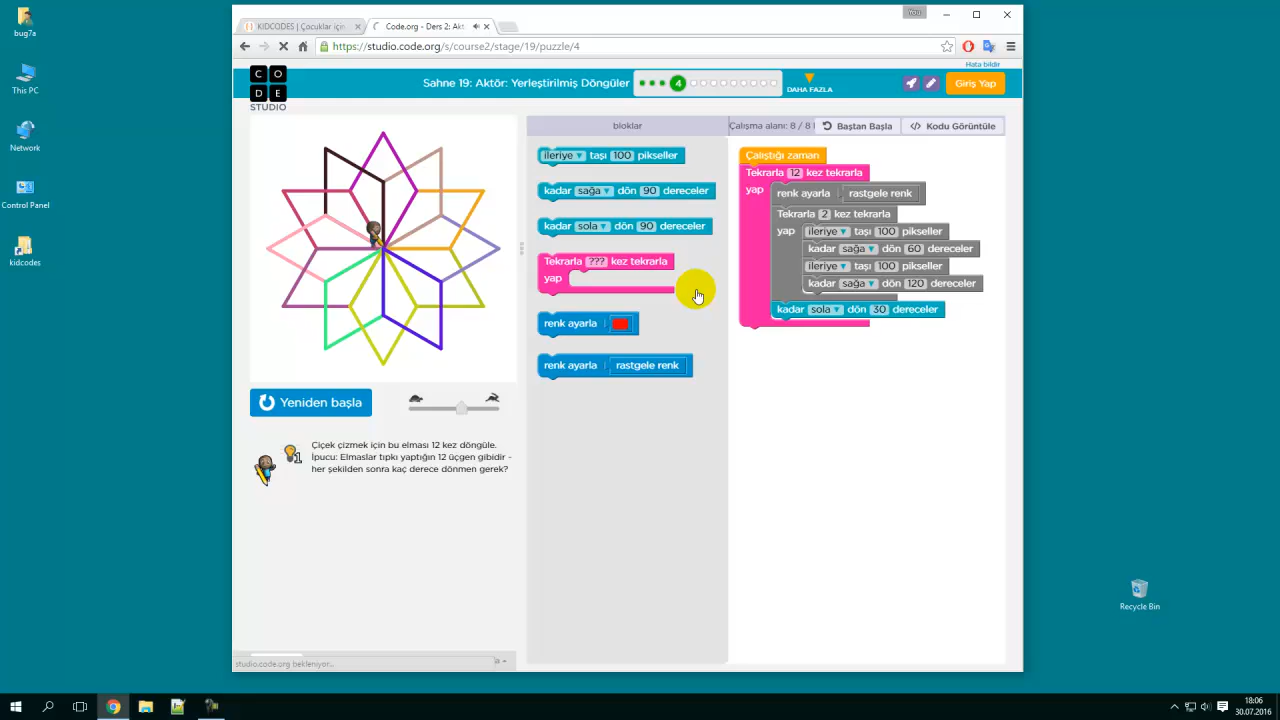 bug7a
This PC
Network
Control Panel
kidcodes
Recycle Bin
You
KIDCODES | Çocuklar için
Code.org - Ders 2: Akt
https://studio.code.org/s/course2/stage/19/puzzle/4
Hata bildir
C O
D E
STUDIO
Sahne 19: Aktör: Yerleştirilmiş Döngüler
4
DAHA FAZLA
Giriş Yap
bloklar
Çalışma alanı: 8 / 8
Baştan Başla
Kodu Görüntüle
ileriye taşı 100 pikseller
kadar sağa dön 90 dereceler
kadar sola dön 90 dereceler
Tekrarla ??? kez tekrarla
yap
renk ayarla
renk ayarla rastgele renk
Çalıştığı zaman
Tekrarla 12 kez tekrarla
yap
renk ayarla rastgele renk
Tekrarla 2 kez tekrarla
yap
ileriye taşı 100 pikseller
kadar sağa dön 60 dereceler
ileriye taşı 100 pikseller
kadar sağa dön 120 dereceler
kadar sola dön 30 dereceler
Yeniden başla
1
Çiçek çizmek için bu elması 12 kez döngüle.
İpucu: Elmaslar tıpkı yaptığın 12 üçgen gibidir -
her şekilden sonra kaç derece dönmen gerek?
studio.code.org bekleniyor...
18:06
30.07.2016